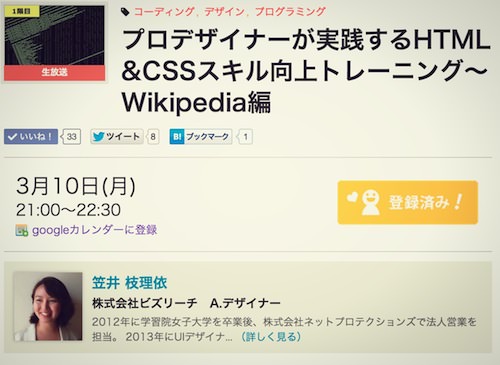 1階目
生放送
コーディング, デザイン, プログラミング
プロデザイナーが実践するHTML
&CSSスキル向上トレーニング〜
Wikipedia編
いいね！ 33 ツイート 8 B! ブックマーク 1
3月10日(月)
21:00〜22:30
googleカレンダーに登録
登録済み！
笠井 枝理依
株式会社ビズリーチ A.デザイナー
2012年に学習院女子大学を卒業後、株式会社ネットプロテクションズで法人営業を
担当。 2013年にUIデザイナ... （詳しく見る）